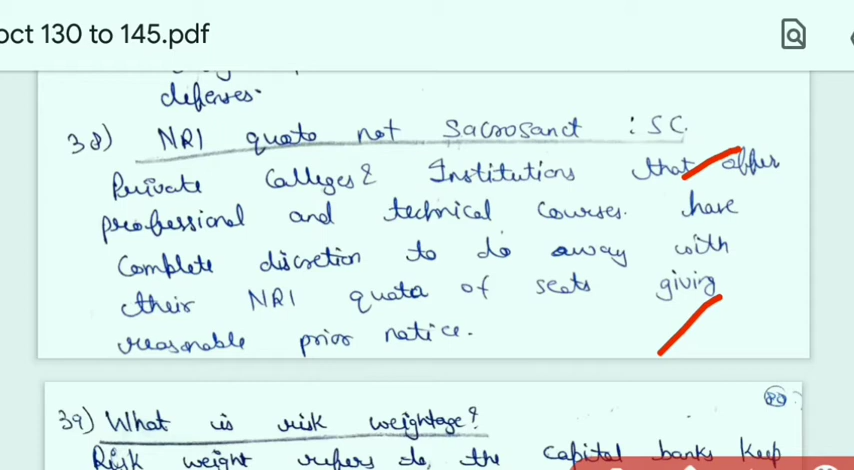 oct 130 to 145.pdf
defenses.
38) NRI quota not Sacrosanct : SC.
Private Colleges & Institutions that offer
professional and technical courses. have
Complete discretion to do away with
their NRI quota of seats giving
reasonable prior notice.
80
39) What is risk weightage?
Risk weight refers to, the capital banks keep